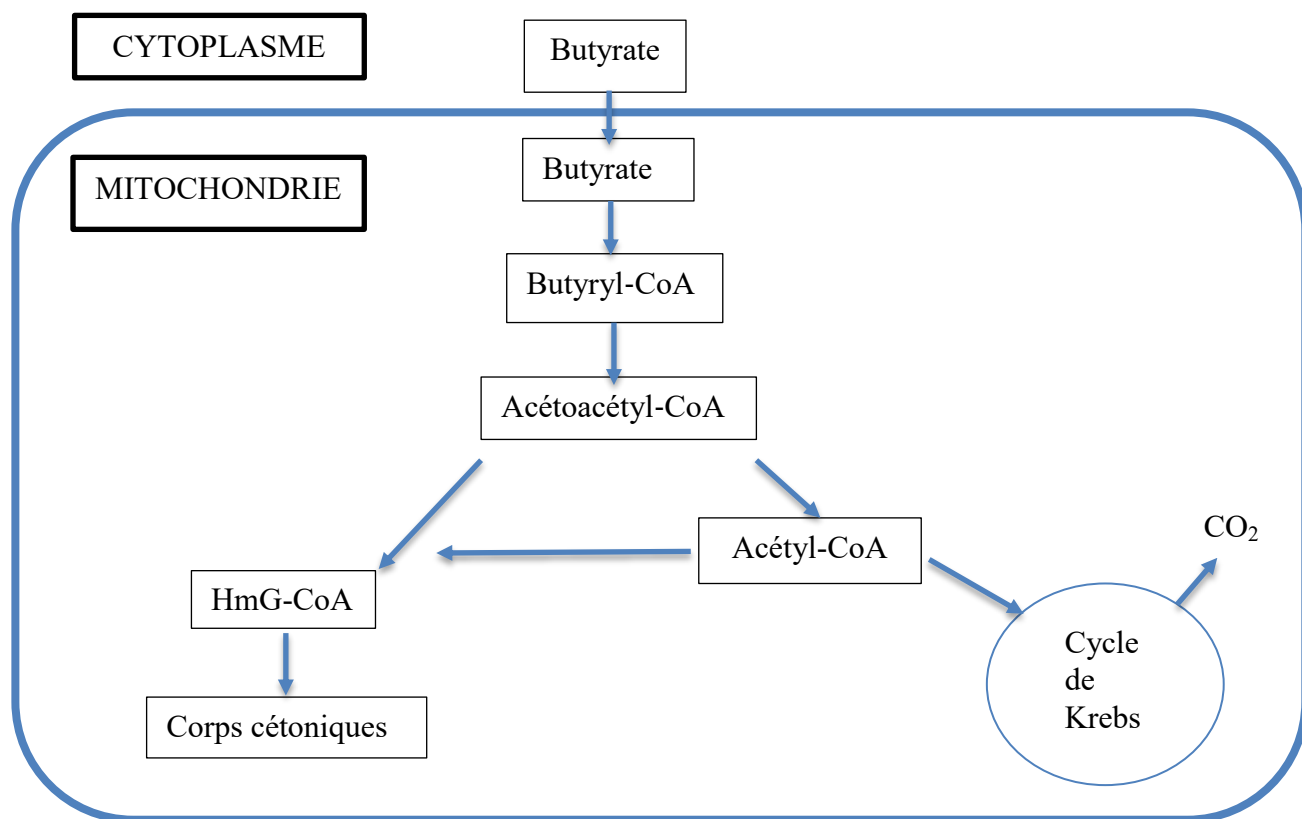 CYTOPLASME
Butyrate
MITOCHONDRIE
Butyrate
Butyryl-CoA
Acétoacétyl-CoA
Acétyl-CoA
CO₂
HmG-CoA
Cycle
de
Krebs
Corps cétoniques